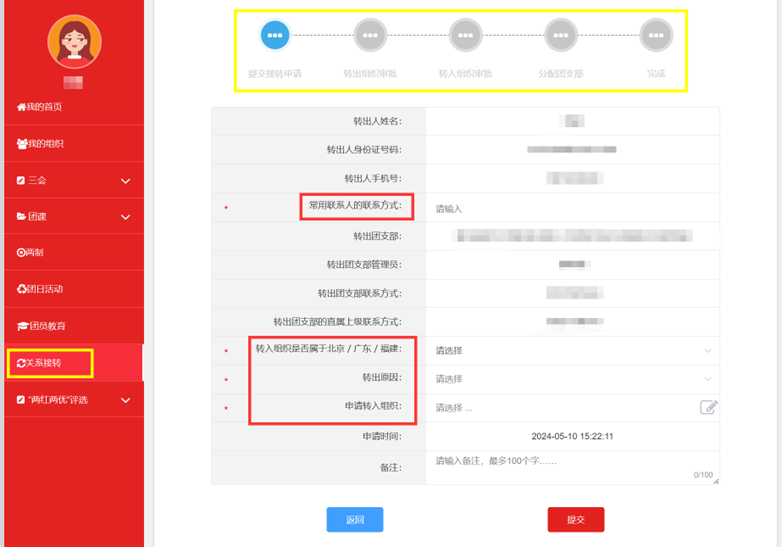 我的首页
我的组织
三会
团课
两制
团日活动
团员教育
关系接转
“两红两优”评选
提交接转申请
转出组织审批
转入组织审批
分配团支部
完成
转出人姓名：
转出人身份证号码：
转出人手机号：
* 常用联系人的联系方式： 请输入
转出团支部：
转出团支部管理员：
转出团支部联系方式：
转出团支部的直属上级联系方式：
* 转入组织是否属于北京 / 广东 / 福建： 请选择
* 转出原因： 请选择
* 申请转入组织： 请选择 ...
申请时间： 2024-05-10 15:22:11
备注： 请输入备注，最多100个字……
0/100
返回
提交